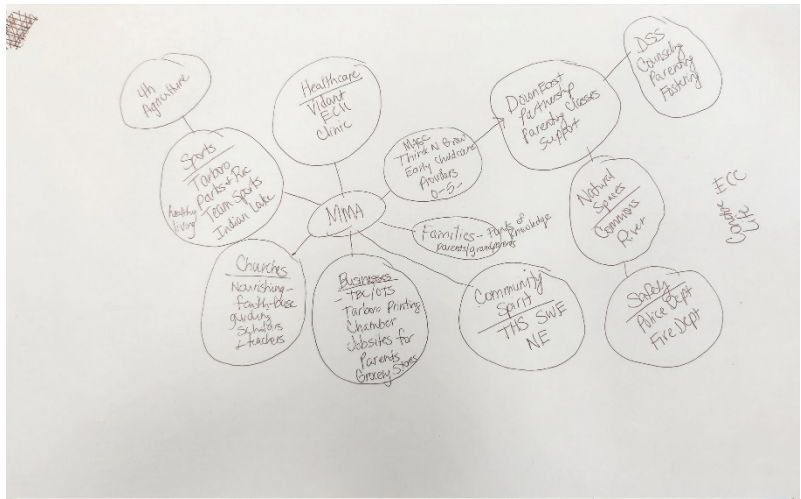 4h
Agriculture
Healthcare
Vidant
ECH
Clinic
Sports
Tarboro
Parks & Rec
Team Sports
Indian Lake
healthy
living
MMA
Think N Grow
Early Childcare
Providers
0-5-
Down East
Partnership
Parenting Classes
Support
DSS
Counseling
Parenting
Fostering
Natural
Spaces
Commons
River
Safety
Police Dept
Fire Dept
ECC
College
Families - Funds of
Knowledge
parents/grandparents
Community
Spirit
THS SWE
NE
Businesses
Tarboro Printing
Chamber
Jobsites for
Parents
Grocery Stores
Churches
Nourishing -
faith-base
guiding
Scholars
+ teachers